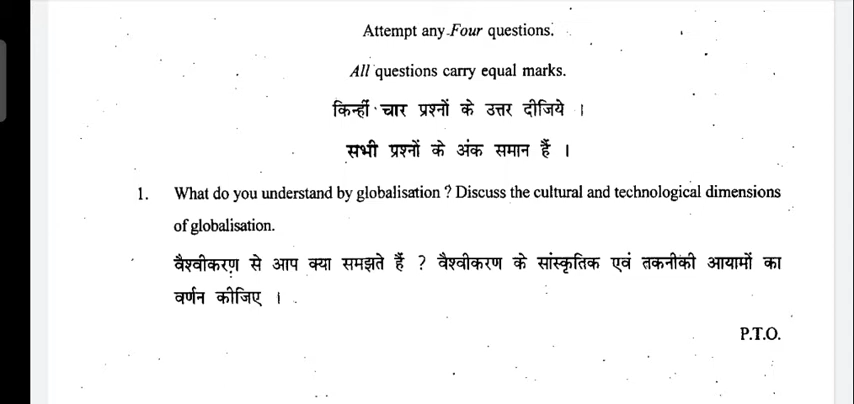 Attempt any Four questions.
All questions carry equal marks.
किन्हीं चार प्रश्नों के उत्तर दीजिये ।
सभी प्रश्नों के अंक समान हैं ।
1. What do you understand by globalisation ? Discuss the cultural and technological dimensions
of globalisation.
वैश्वीकरण से आप क्या समझते हैं ? वैश्वीकरण के सांस्कृतिक एवं तकनीकी आयामों का
वर्णन कीजिए ।
P.T.O.